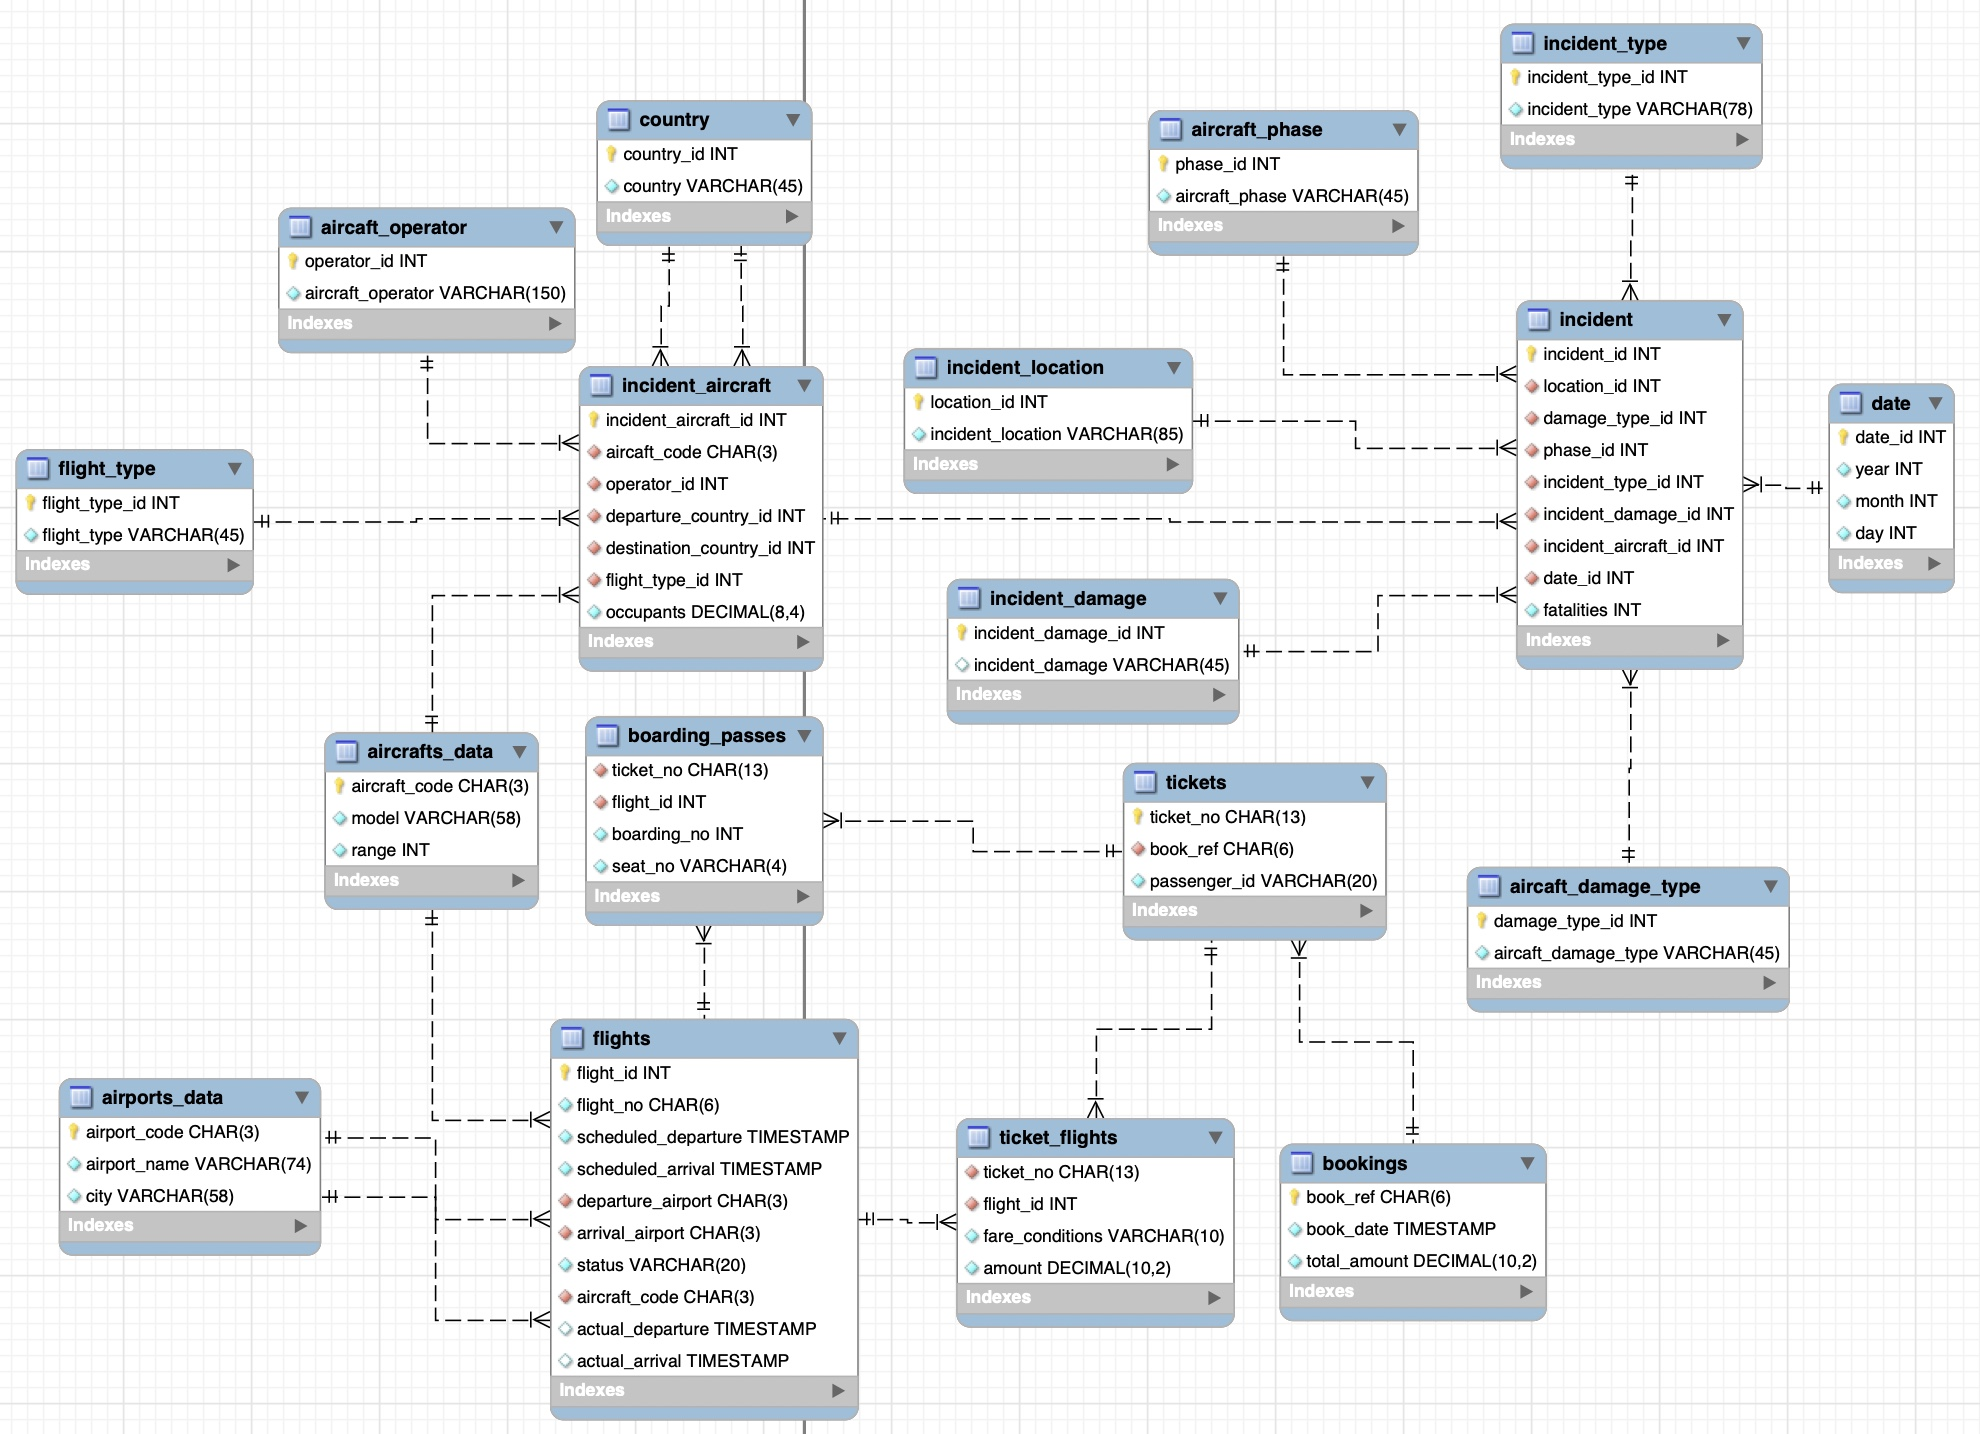 incident_type
incident_type_id INT
incident_type VARCHAR(78)
Indexes
country
country_id INT
country VARCHAR(45)
Indexes
aircraft_phase
phase_id INT
aircraft_phase VARCHAR(45)
Indexes
aircaft_operator
operator_id INT
aircraft_operator VARCHAR(150)
Indexes
incident
incident_id INT
location_id INT
damage_type_id INT
phase_id INT
incident_type_id INT
incident_damage_id INT
incident_aircraft_id INT
date_id INT
fatalities INT
Indexes
incident_location
location_id INT
incident_location VARCHAR(85)
Indexes
incident_aircraft
incident_aircraft_id INT
aircaft_code CHAR(3)
operator_id INT
departure_country_id INT
destination_country_id INT
flight_type_id INT
occupants DECIMAL(8,4)
Indexes
date
date_id INT
year INT
month INT
day INT
Indexes
flight_type
flight_type_id INT
flight_type VARCHAR(45)
Indexes
incident_damage
incident_damage_id INT
incident_damage VARCHAR(45)
Indexes
aircrafts_data
aircraft_code CHAR(3)
model VARCHAR(58)
range INT
Indexes
boarding_passes
ticket_no CHAR(13)
flight_id INT
boarding_no INT
seat_no VARCHAR(4)
Indexes
tickets
ticket_no CHAR(13)
book_ref CHAR(6)
passenger_id VARCHAR(20)
Indexes
aircaft_damage_type
damage_type_id INT
aircaft_damage_type VARCHAR(45)
Indexes
flights
flight_id INT
flight_no CHAR(6)
scheduled_departure TIMESTAMP
scheduled_arrival TIMESTAMP
departure_airport CHAR(3)
arrival_airport CHAR(3)
status VARCHAR(20)
aircraft_code CHAR(3)
actual_departure TIMESTAMP
actual_arrival TIMESTAMP
Indexes
airports_data
airport_code CHAR(3)
airport_name VARCHAR(74)
city VARCHAR(58)
Indexes
ticket_flights
ticket_no CHAR(13)
flight_id INT
fare_conditions VARCHAR(10)
amount DECIMAL(10,2)
Indexes
bookings
book_ref CHAR(6)
book_date TIMESTAMP
total_amount DECIMAL(10,2)
Indexes